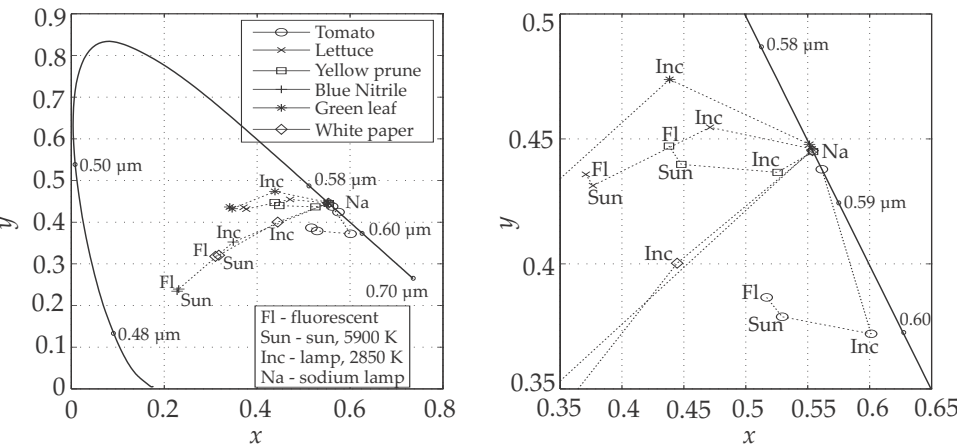 0.9
0.8
0.7
0.6
0.5
0.4
0.3
0.2
0.1
0
y
0
0.2
0.4
0.6
0.8
x
Tomato
Lettuce
Yellow prune
Blue Nitrile
Green leaf
White paper
0.50 µm
0.58 µm
Inc
Na
Inc
Inc
0.60 µm
Fl
Sun
0.70 µm
Fl
Sun
0.48 µm
Fl - fluorescent
Sun - sun, 5900 K
Inc - lamp, 2850 K
Na - sodium lamp
0.5
0.45
0.4
0.35
y
0.35
0.4
0.45
0.5
0.55
0.6
0.65
x
0.58 µm
Inc
Inc
Fl
Na
Fl
Sun
Inc
Sun
0.59 µm
Inc
Fl
Sun
0.60
Inc